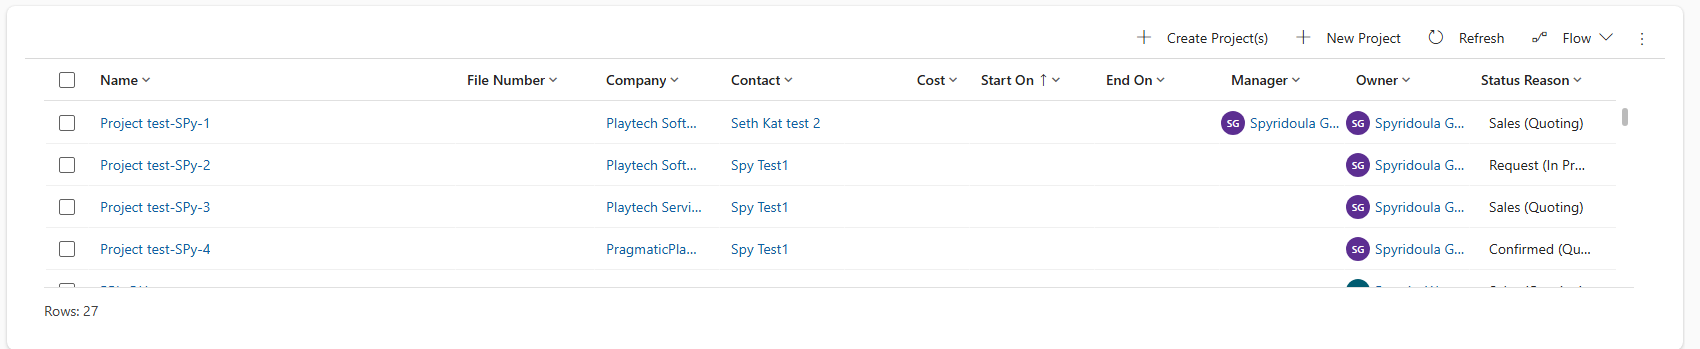 Create Project(s) New Project Refresh Flow
Name File Number Company Contact Cost Start On ↑ End On Manager Owner Status Reason
Project test-SPy-1 Playtech Soft... Seth Kat test 2 SG Spyridoula G... SG Spyridoula G... Sales (Quoting)
Project test-SPy-2 Playtech Soft... Spy Test1 SG Spyridoula G... Request (In Pr...
Project test-SPy-3 Playtech Servi... Spy Test1 SG Spyridoula G... Sales (Quoting)
Project test-SPy-4 PragmaticPla... Spy Test1 SG Spyridoula G... Confirmed (Qu...
Rows: 27